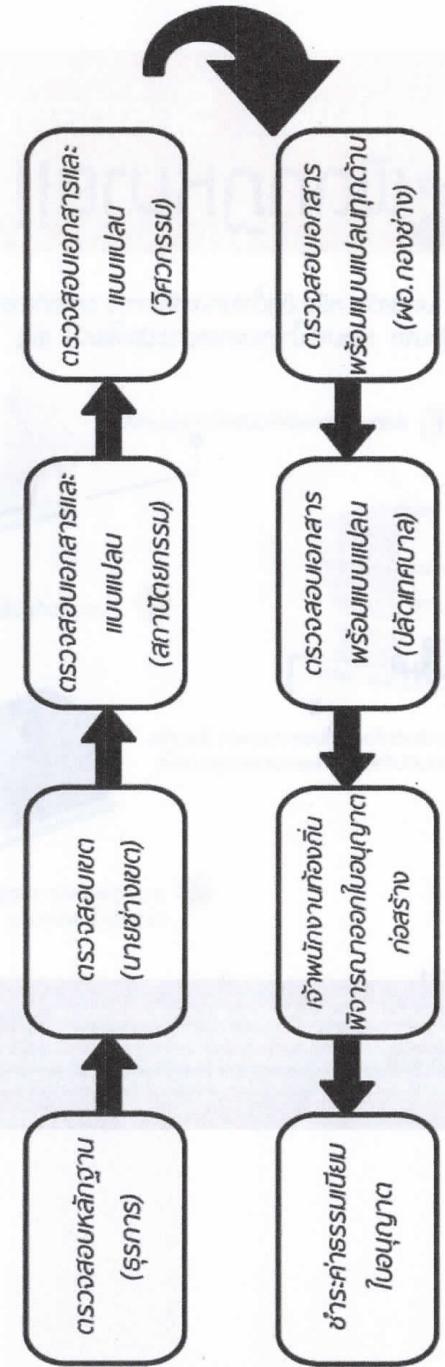 ตรวจสอบหลักฐาน
(ธุรการ)
ตรวจสอบเขต
(นายช่างเขต)
ตรวจสอบเอกสารและ
แบบแปลน
(สถาปัตยกรรม)
ตรวจสอบเอกสารและ
แบบแปลน
(วิศวกรรม)
ตรวจสอบเอกสาร
พร้อมแบบแปลนทุกด้าน
(ผอ.กองช่าง)
ตรวจสอบเอกสาร
พร้อมแบบแปลน
(ปลัดเทศบาล)
เจ้าพนักงานท้องถิ่น
พิจารณาออกใบอนุญาต
ก่อสร้าง
ชำระค่าธรรมเนียม
ใบอนุญาต